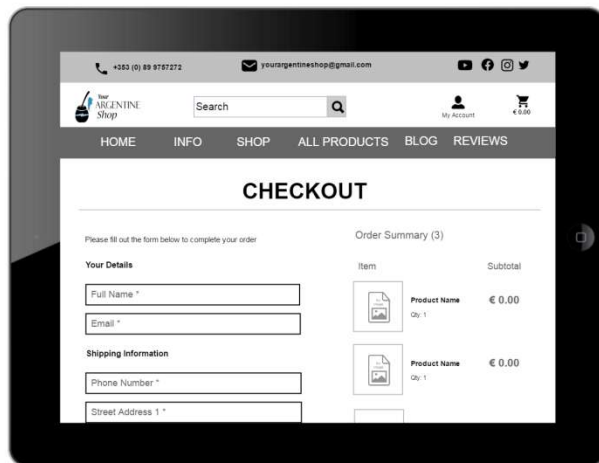 +353 (0) 89 9757272
yourargentineshop@gmail.com
Your
ARGENTINE
Shop
Search
My Account
€ 0.00
HOME INFO SHOP ALL PRODUCTS BLOG REVIEWS
CHECKOUT
Please fill out the form below to complete your order
Order Summary (3)
Your Details
Item Subtotal
Full Name *
Product Name € 0.00
Qty: 1
Email *
Shipping Information
Product Name € 0.00
Qty: 1
Phone Number *
Street Address 1 *